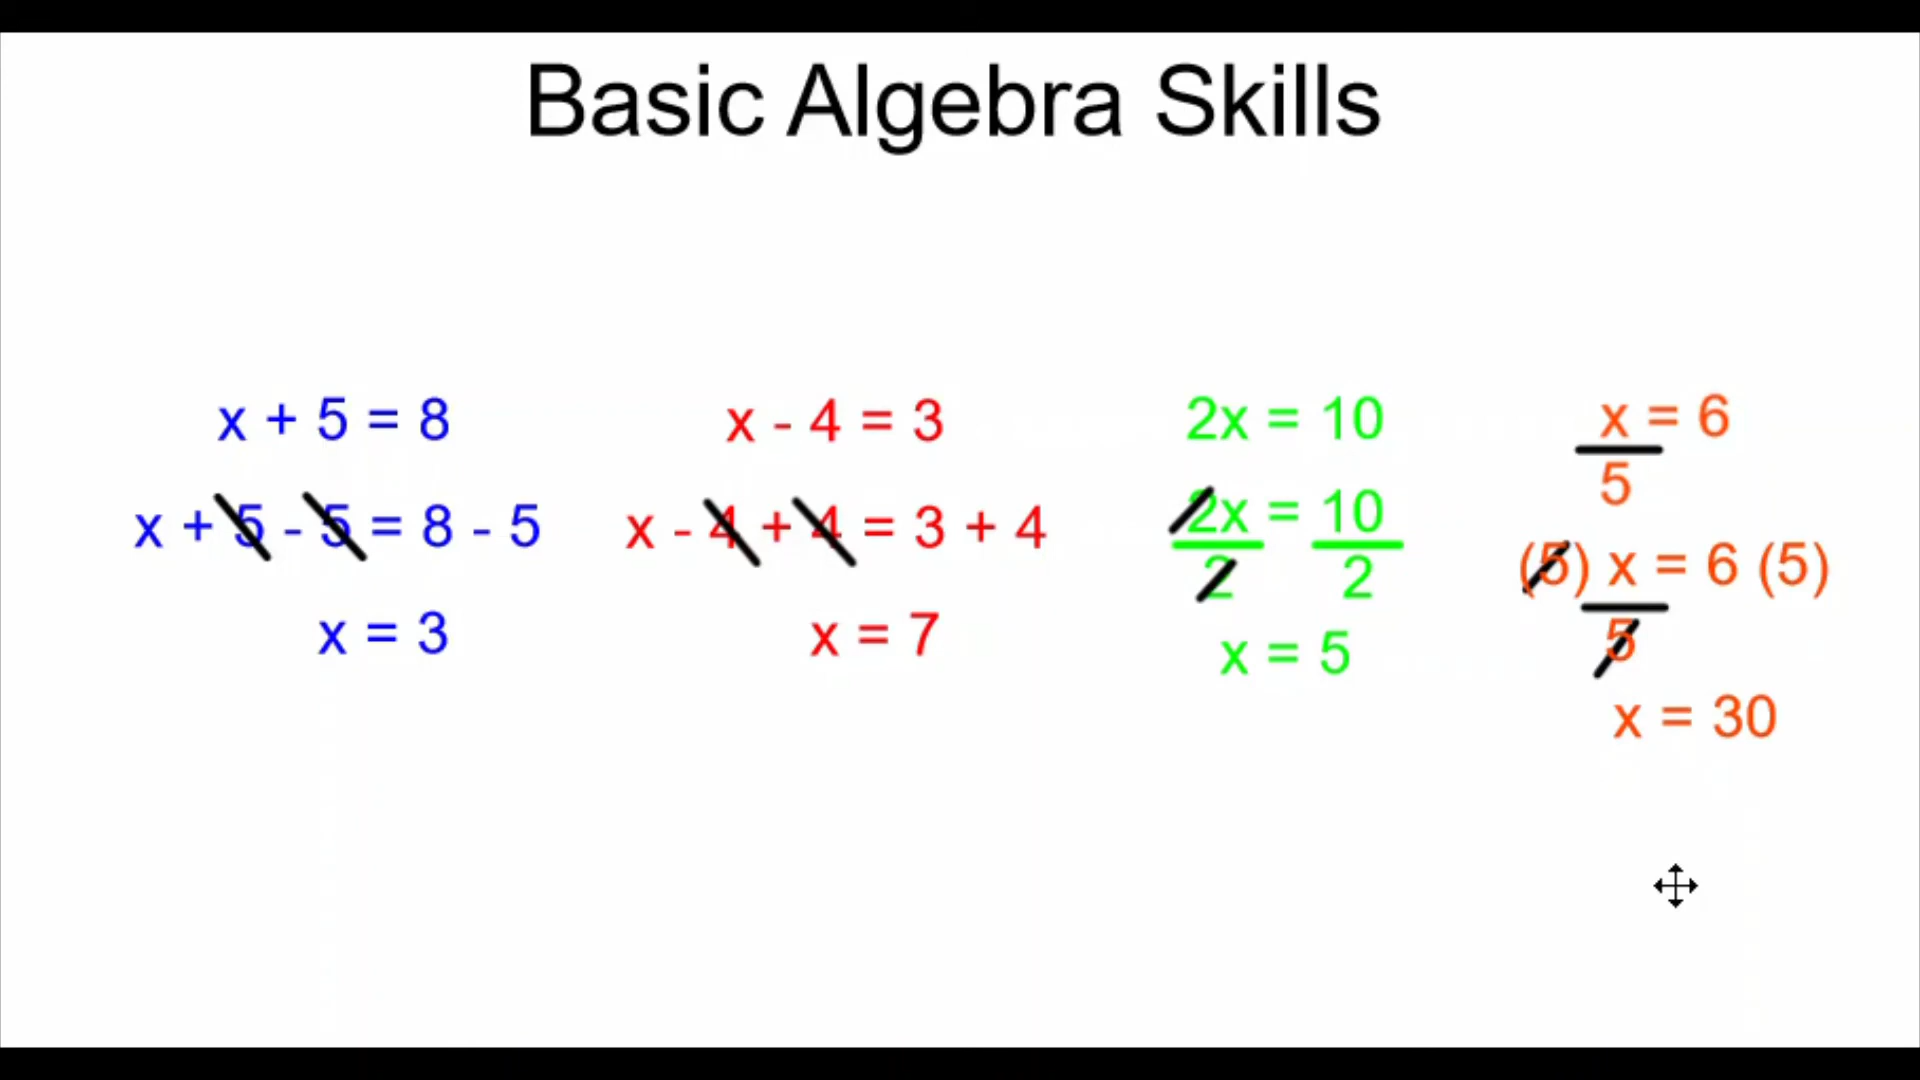 Basic Algebra Skills
x + 5 = 8
x + 5 - 5 = 8 - 5
x = 3
x - 4 = 3
x - 4 + 4 = 3 + 4
x = 7
2x = 10
2x = 10
2 2
x = 5
x = 6
5
(5) x = 6 (5)
5
x = 30